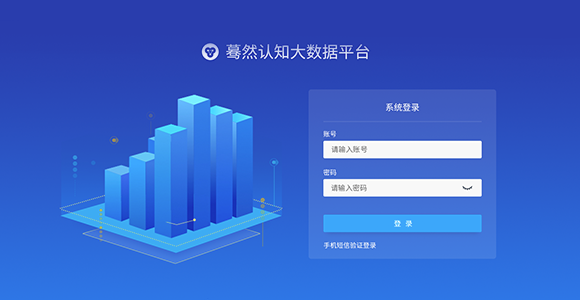 蓦然认知大数据平台
系统登录
账号
请输入账号
密码
请输入密码
登 录
手机短信验证登录